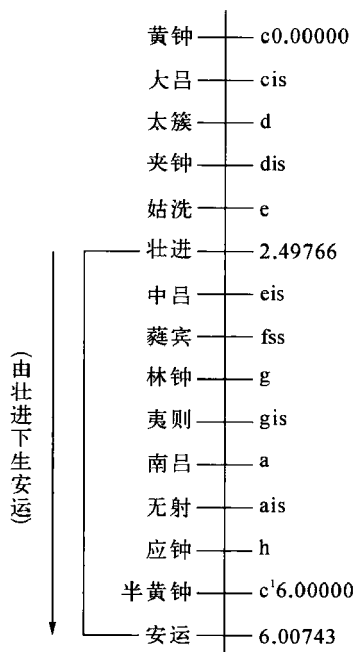 黄钟 c0.00000
大吕 cis
太簇 d
夹钟 dis
姑洗 e
壮进 2.49766
中吕 eis
蕤宾 fss
林钟 g
夷则 gis
南吕 a
无射 ais
应钟 h
半黄钟 c¹6.00000
安运 6.00743
(由壮进下生安运)